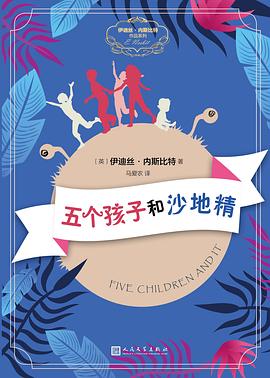 伊迪丝·内斯比特
作品系列
E. Nesbit
［英］伊迪丝·内斯比特 著
马爱农 译
五个孩子和沙地精
FIVE CHILDREN AND IT
人民文学出版社